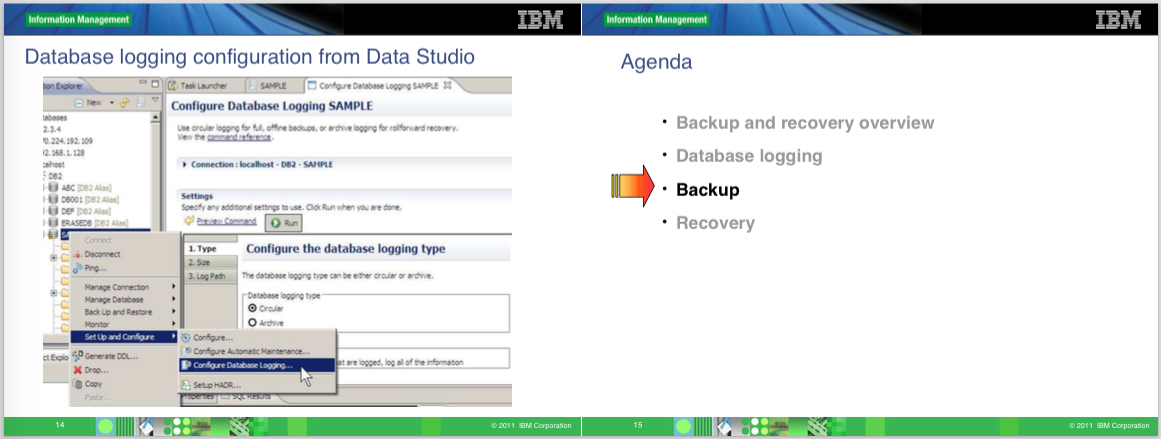 Information Management
IBM
Database logging configuration from Data Studio
tion Explorer
Task Launcher
SAMPLE
Configure Database Logging SAMPLE
New
Configure Database Logging SAMPLE
Use circular logging for full, offline backups, or archive logging for rollforward recovery.
View the command reference.
Connection : localhost - DB2 - SAMPLE
Settings
Specify any additional settings to use. Click Run when you are done.
Preview Command
Run
tabases
2.3.4
0.224.192.109
92.168.1.128
calhost
DB2
ABC [DB2 Alias]
DB001 [DB2 Alias]
DEF [DB2 Alias]
ERASEDB [DB2 Alias]
Connect
Disconnect
Ping...
Manage Connection
Manage Database
Back Up and Restore
Monitor
Set Up and Configure
Generate DDL...
Drop...
Copy
Paste...
1. Type
2. Size
3. Log Path
Configure the database logging type
The database logging type can be either circular or archive.
Database logging type
Circular
Archive
Configure...
Configure Automatic Maintenance...
Configure Database Logging...
Setup HADR...
hat are logged, log all of the information
ct Explo
Properties
SQL Results
14
© 2011 IBM Corporation
Information Management
IBM
Agenda
• Backup and recovery overview
• Database logging
• Backup
• Recovery
15
© 2011 IBM Corporation